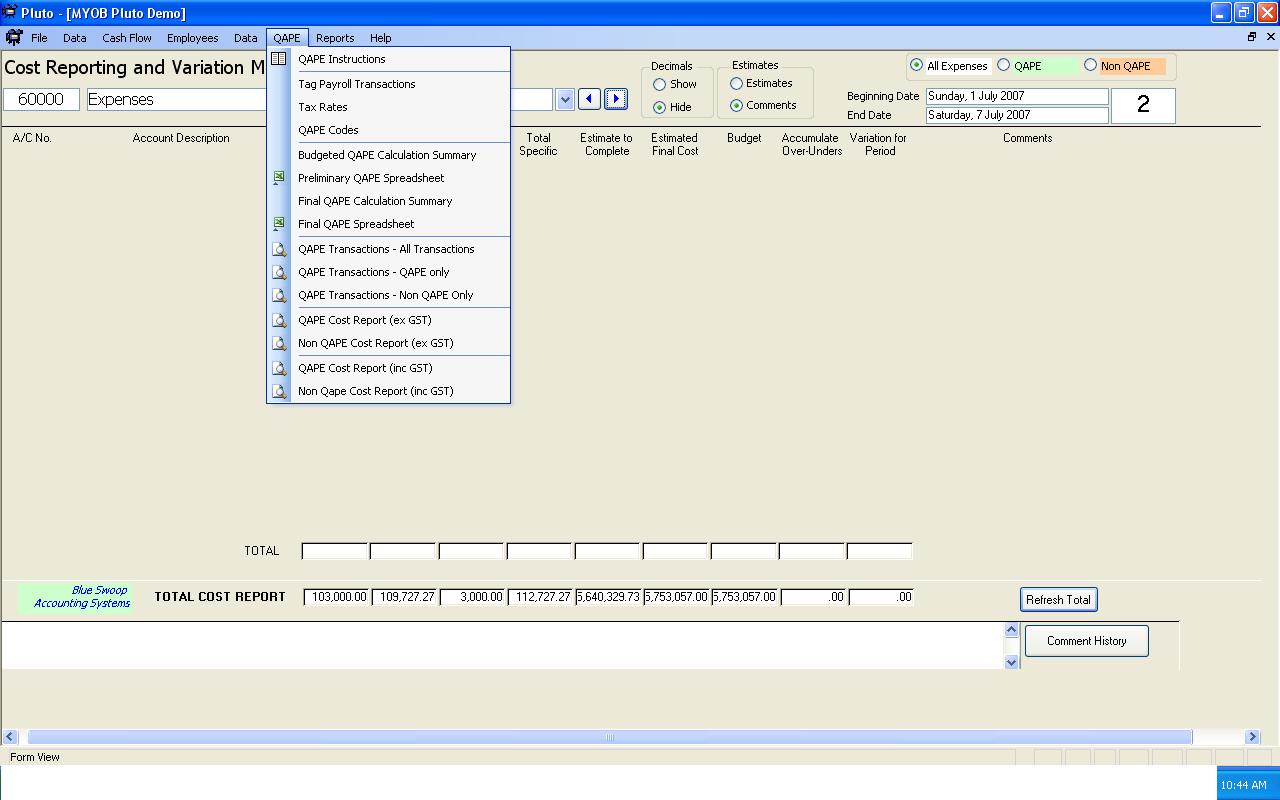 Pluto - [MYOB Pluto Demo]
File Data Cash Flow Employees Data QAPE Reports Help
Cost Reporting and Variation M
60000 Expenses
QAPE Instructions
Tag Payroll Transactions
Tax Rates
QAPE Codes
Budgeted QAPE Calculation Summary
Preliminary QAPE Spreadsheet
Final QAPE Calculation Summary
Final QAPE Spreadsheet
QAPE Transactions - All Transactions
QAPE Transactions - QAPE only
QAPE Transactions - Non QAPE Only
QAPE Cost Report (ex GST)
Non QAPE Cost Report (ex GST)
QAPE Cost Report (inc GST)
Non Qape Cost Report (inc GST)
Decimals
Show
Hide
Estimates
Estimates
Comments
All Expenses QAPE Non QAPE
Beginning Date Sunday, 1 July 2007
End Date Saturday, 7 July 2007
2
A/C No. Account Description
Total Specific
Estimate to Complete
Estimated Final Cost
Budget
Accumulate Over-Unders
Variation for Period
Comments
TOTAL
Blue Swoop
Accounting Systems
TOTAL COST REPORT 103,000.00 109,727.27 3,000.00 112,727.27 5,640,329.73 5,753,057.00 5,753,057.00 .00 .00
Refresh Total
Comment History
Form View
10:44 AM